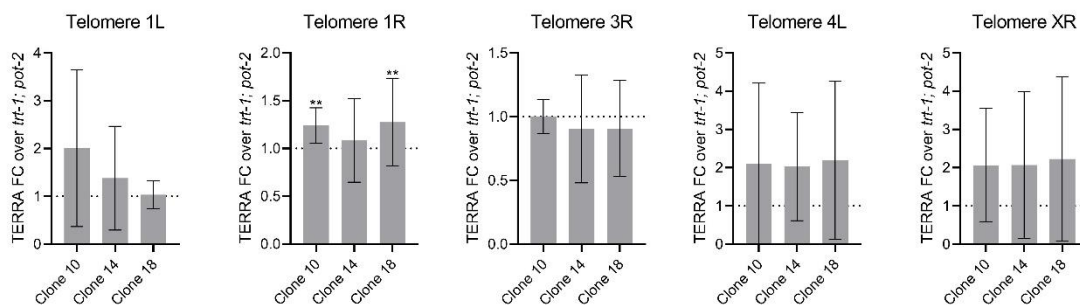 Telomere 1L
TERRA FC over trt-1; pot-2
4
3
2
1
0
Clone 10
Clone 14
Clone 18
Telomere 1R
TERRA FC over trt-1; pot-2
2.0
1.5
1.0
0.5
0.0
**
**
Clone 10
Clone 14
Clone 18
Telomere 3R
TERRA FC over trt-1; pot-2
1.5
1.0
0.5
0.0
Clone 10
Clone 14
Clone 18
Telomere 4L
TERRA FC over trt-1; pot-2
5
4
3
2
1
0
Clone 10
Clone 14
Clone 18
Telomere XR
TERRA FC over trt-1; pot-2
5
4
3
2
1
0
Clone 10
Clone 14
Clone 18